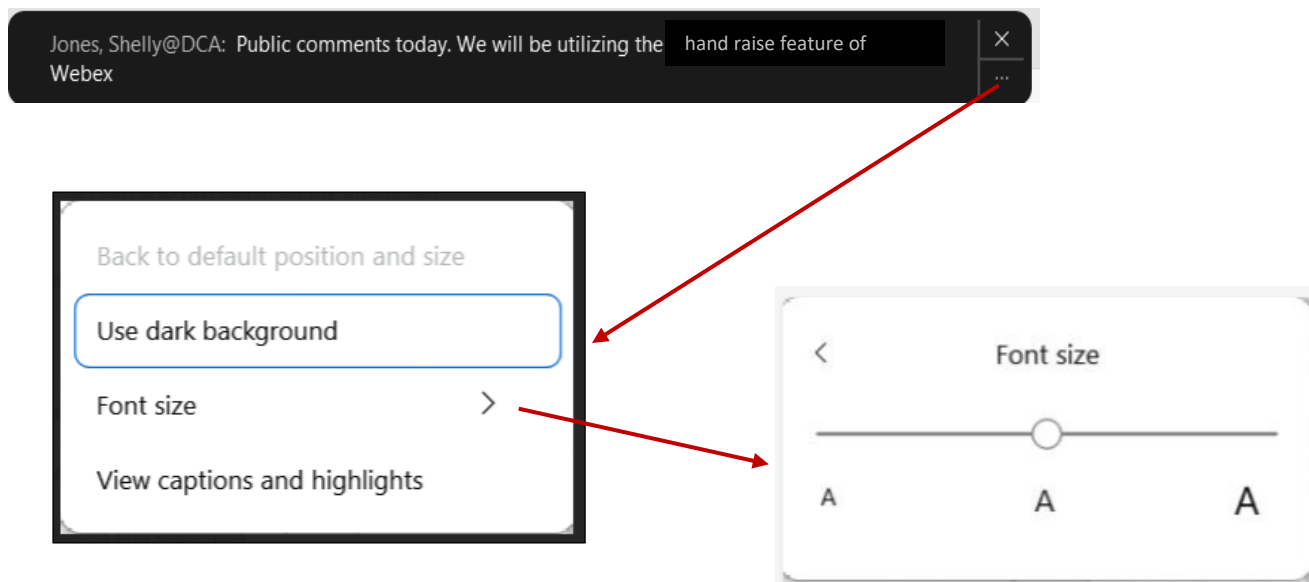 Jones, Shelly@DCA: Public comments today. We will be utilizing the hand raise feature of
Webex
Back to default position and size
Use dark background
Font size
View captions and highlights
Font size
A A A